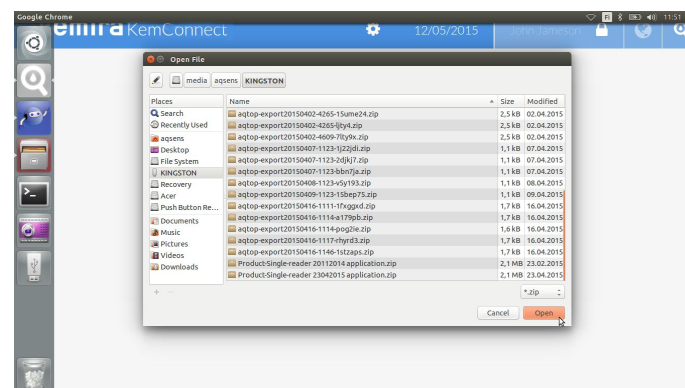 Google Chrome
Fi
11:51
emira KemConnect
12/05/2015
John Jameson
Open File
media
aqsens
KINGSTON
Places
Search
Recently Used
aqsens
Desktop
File System
KINGSTON
Recovery
Acer
Push Button Re...
Documents
Music
Pictures
Videos
Downloads
Name Size Modified
aqtop-export20150402-4265-15ume24.zip 2,5 kB 02.04.2015
aqtop-export20150402-4265-ljty4.zip 2,5 kB 02.04.2015
aqtop-export20150402-4609-7lty9x.zip 2,5 kB 02.04.2015
aqtop-export20150407-1123-1j22jdi.zip 1,1 kB 07.04.2015
aqtop-export20150407-1123-2djkj7.zip 1,1 kB 07.04.2015
aqtop-export20150407-1123-bbn7ja.zip 1,1 kB 07.04.2015
aqtop-export20150408-1123-v5y193.zip 1,1 kB 08.04.2015
aqtop-export20150409-1123-15bep75.zip 1,1 kB 09.04.2015
aqtop-export20150416-1111-1fxggxd.zip 1,7 kB 16.04.2015
aqtop-export20150416-1114-a179pb.zip 1,7 kB 16.04.2015
aqtop-export20150416-1114-pog2ie.zip 1,6 kB 16.04.2015
aqtop-export20150416-1117-rhyrd3.zip 1,7 kB 16.04.2015
aqtop-export20150416-1146-1stzaps.zip 1,7 kB 16.04.2015
Product-Single-reader 20112014 application.zip 2,1 MB 23.02.2015
Product-Single-reader 23042015 application.zip 2,1 MB 23.04.2015
*.zip
Cancel
Open